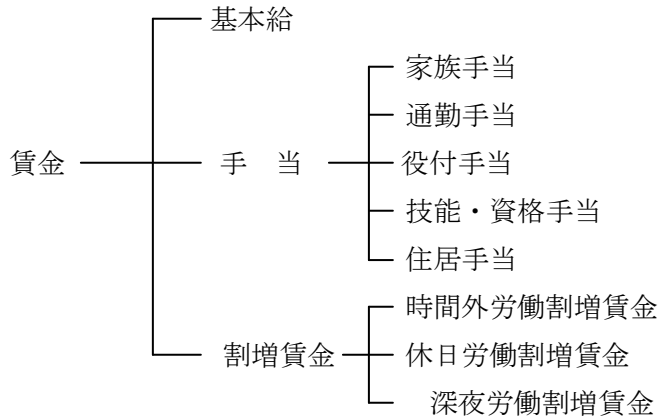 基本給
家族手当
通勤手当
賃金
手　当
役付手当
技能・資格手当
住居手当
時間外労働割増賃金
割増賃金
休日労働割増賃金
深夜労働割増賃金